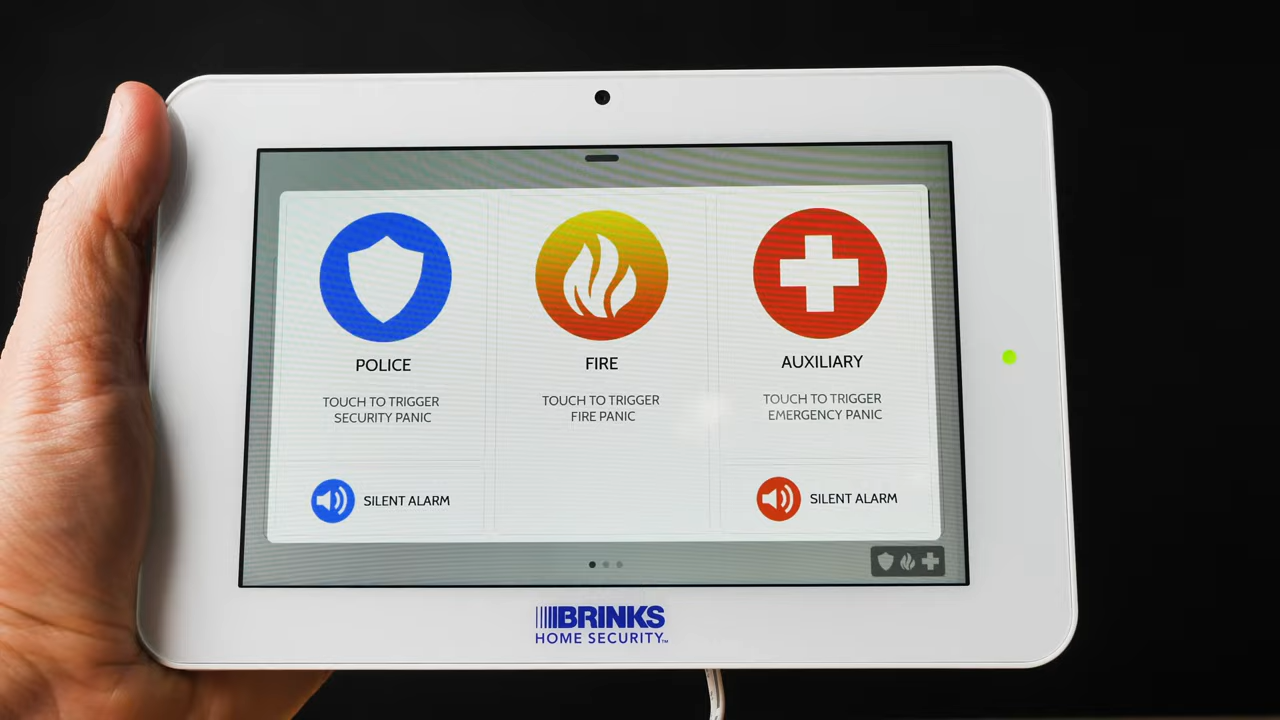 POLICE
TOUCH TO TRIGGER
SECURITY PANIC
SILENT ALARM
FIRE
TOUCH TO TRIGGER
FIRE PANIC
AUXILIARY
TOUCH TO TRIGGER
EMERGENCY PANIC
SILENT ALARM
BRINKS
HOME SECURITY™